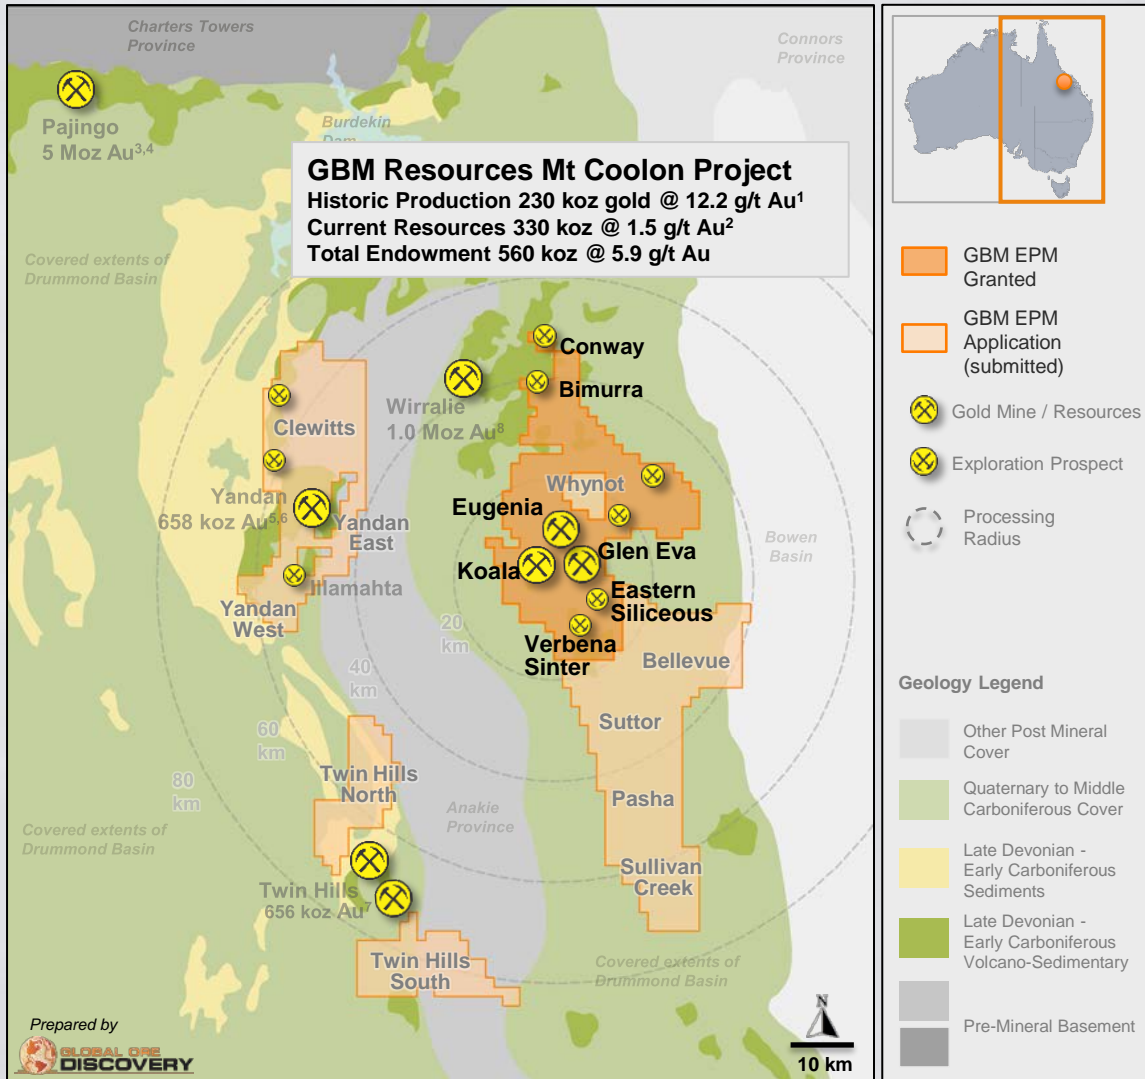 Charters Towers
Province
Connors
Province
Pajingo
5 Moz Au3,4
Burdekin
Dam
GBM Resources Mt Coolon Project
Historic Production 230 koz gold @ 12.2 g/t Au1
Current Resources 330 koz @ 1.5 g/t Au2
Total Endowment 560 koz @ 5.9 g/t Au
Covered extents of
Drummond Basin
Conway
Bimurra
Wirralie
1.0 Moz Au8
Clewitts
Whynot
Yandan
658 koz Au5,6
Yandan
East
Eugenia
Glen Eva
Koala
Bowen
Basin
Illamahta
Eastern
Siliceous
Yandan
West
Verbena
Sinter
20
km
Bellevue
40
km
Suttor
60
km
Twin Hills
North
80
km
Pasha
Anakie
Province
Covered extents of
Drummond Basin
Sullivan
Creek
Twin Hills
656 koz Au7
Twin Hills
South
Covered extents of
Drummond Basin
Prepared by
GLOBAL ORE
DISCOVERY
N
10 km
GBM EPM
Granted
GBM EPM
Application
(submitted)
Gold Mine / Resources
Exploration Prospect
Processing
Radius
Geology Legend
Other Post Mineral
Cover
Quaternary to Middle
Carboniferous Cover
Late Devonian -
Early Carboniferous
Sediments
Late Devonian -
Early Carboniferous
Volcano-Sedimentary
Pre-Mineral Basement